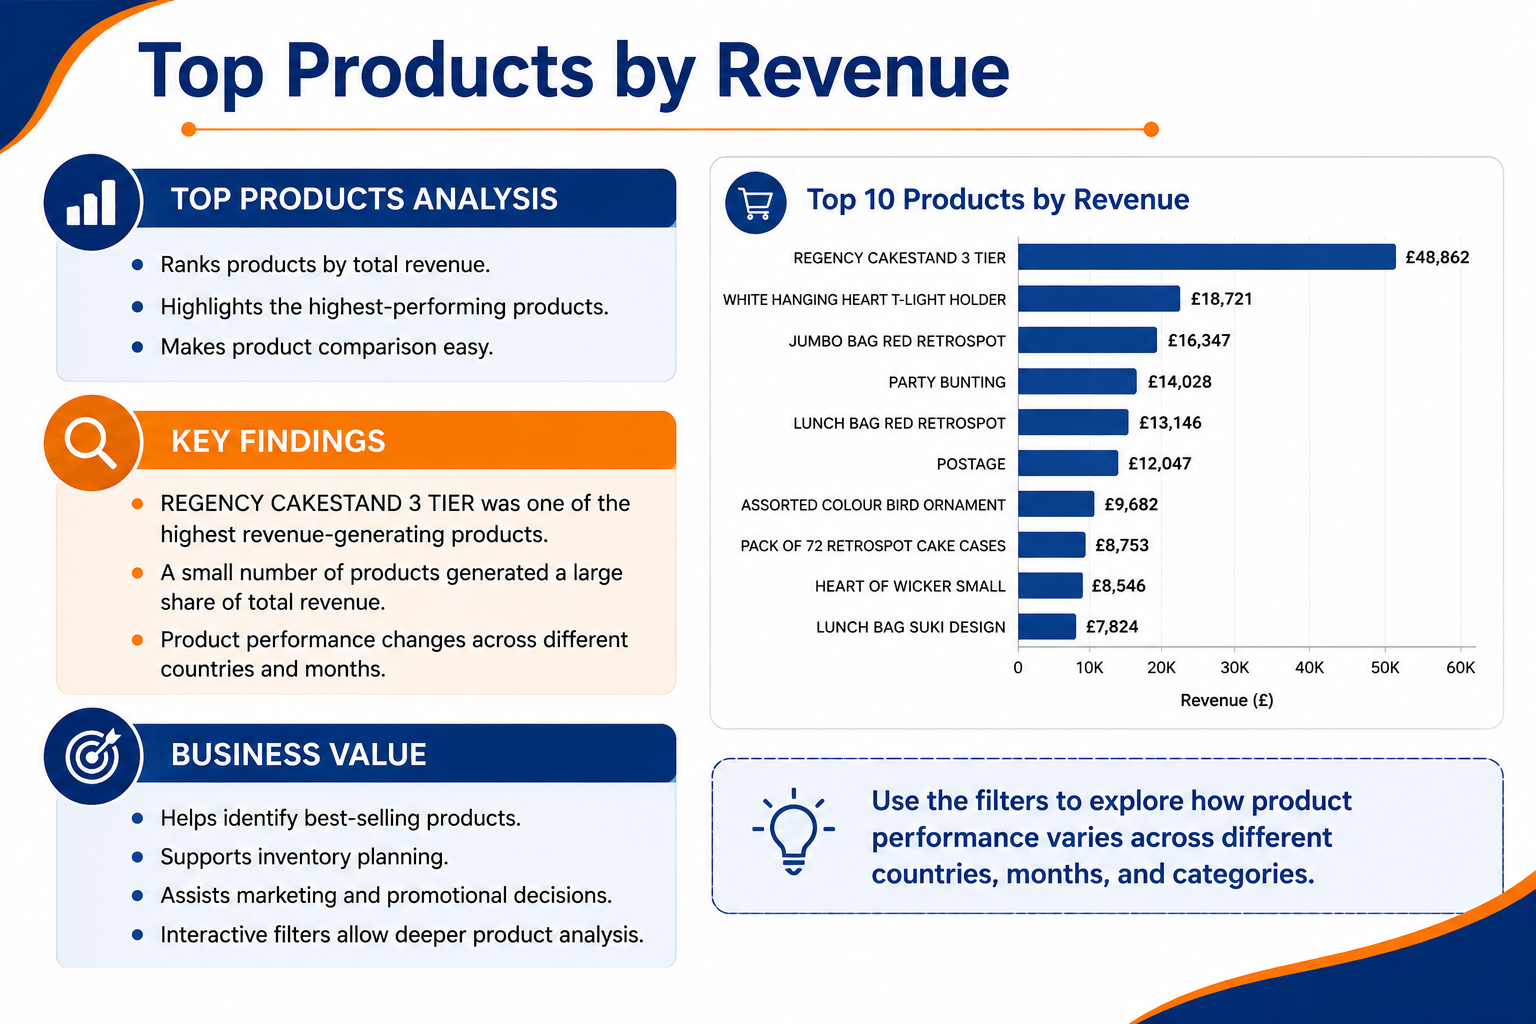 Top Products by Revenue
TOP PRODUCTS ANALYSIS
Ranks products by total revenue.
Highlights the highest-performing products.
Makes product comparison easy.
KEY FINDINGS
REGENCY CAKESTAND 3 TIER was one of the
highest revenue-generating products.
A small number of products generated a large
share of total revenue.
Product performance changes across different
countries and months.
BUSINESS VALUE
Helps identify best-selling products.
Supports inventory planning.
Assists marketing and promotional decisions.
Interactive filters allow deeper product analysis.
Top 10 Products by Revenue
REGENCY CAKESTAND 3 TIER £48,862
WHITE HANGING HEART T-LIGHT HOLDER £18,721
JUMBO BAG RED RETROSPOT £16,347
PARTY BUNTING £14,028
LUNCH BAG RED RETROSPOT £13,146
POSTAGE £12,047
ASSORTED COLOUR BIRD ORNAMENT £9,682
PACK OF 72 RETROSPOT CAKE CASES £8,753
HEART OF WICKER SMALL £8,546
LUNCH BAG SUKI DESIGN £7,824
0 10K 20K 30K 40K 50K 60K
Revenue (£)
Use the filters to explore how product
performance varies across different
countries, months, and categories.